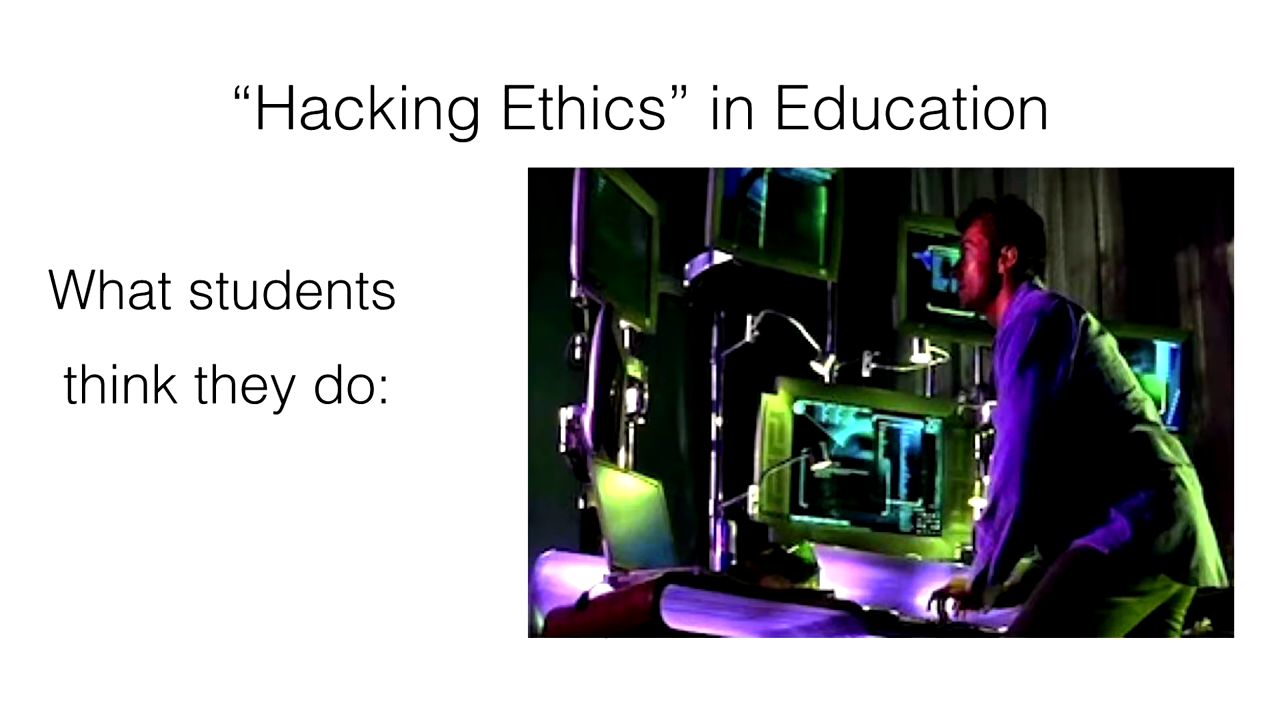 “Hacking Ethics” in Education
What students
think they do: